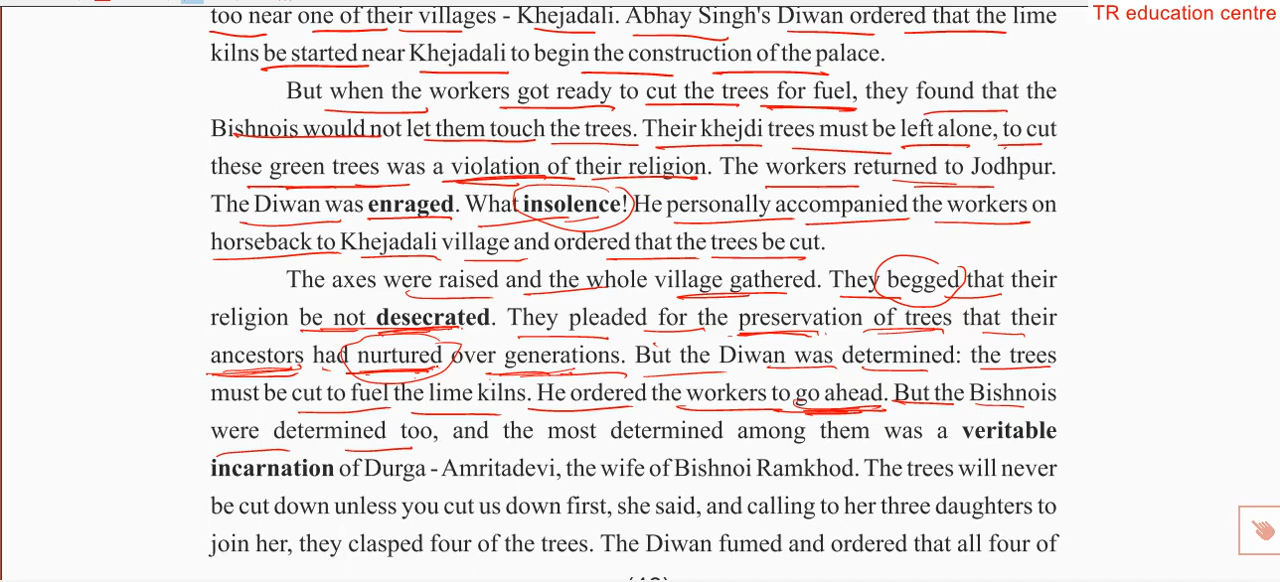 TR education centre
too near one of their villages - Khejadali. Abhay Singh's Diwan ordered that the lime
kilns be started near Khejadali to begin the construction of the palace.
But when the workers got ready to cut the trees for fuel, they found that the
Bishnois would not let them touch the trees. Their khejdi trees must be left alone, to cut
these green trees was a violation of their religion. The workers returned to Jodhpur.
The Diwan was enraged. What insolence! He personally accompanied the workers on
horseback to Khejadali village and ordered that the trees be cut.
The axes were raised and the whole village gathered. They begged that their
religion be not desecrated. They pleaded for the preservation of trees that their
ancestors had nurtured over generations. But the Diwan was determined: the trees
must be cut to fuel the lime kilns. He ordered the workers to go ahead. But the Bishnois
were determined too, and the most determined among them was a veritable
incarnation of Durga - Amritadevi, the wife of Bishnoi Ramkhod. The trees will never
be cut down unless you cut us down first, she said, and calling to her three daughters to
join her, they clasped four of the trees. The Diwan fumed and ordered that all four of